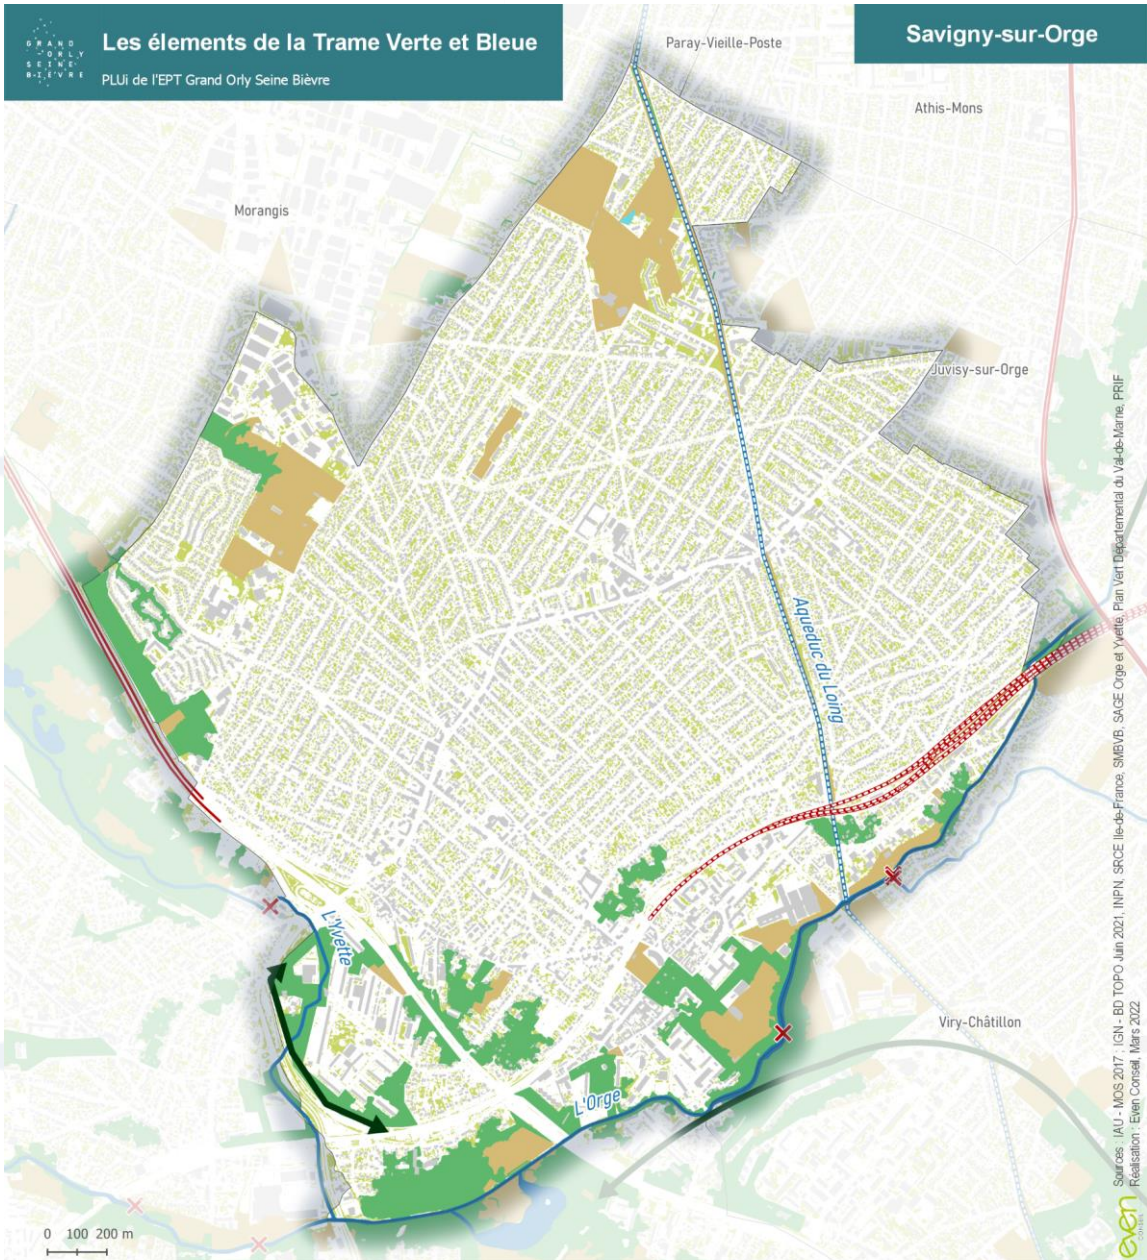 GRAND
ORLY
SEINE
BIÈVRE
Les élements de la Trame Verte et Bleue
PLUi de l'EPT Grand Orly Seine Bièvre
Savigny-sur-Orge
Paray-Vieille-Poste
Athis-Mons
Morangis
Juvisy-sur-Orge
Aqueduc du Loing
L'Yvette
L'Orge
Viry-Châtillon
0 100 200 m
Sources : IAU - MOS 2017 ; IGN - BD TOPO Juin 2021, INPN, SRCE Ile-de-France, SMBVB, SAGE Orge et Yvette, Plan Vert Départemental du Val-de-Marne, PRIF
Réalisation : Even Conseil, Mars 2022
even